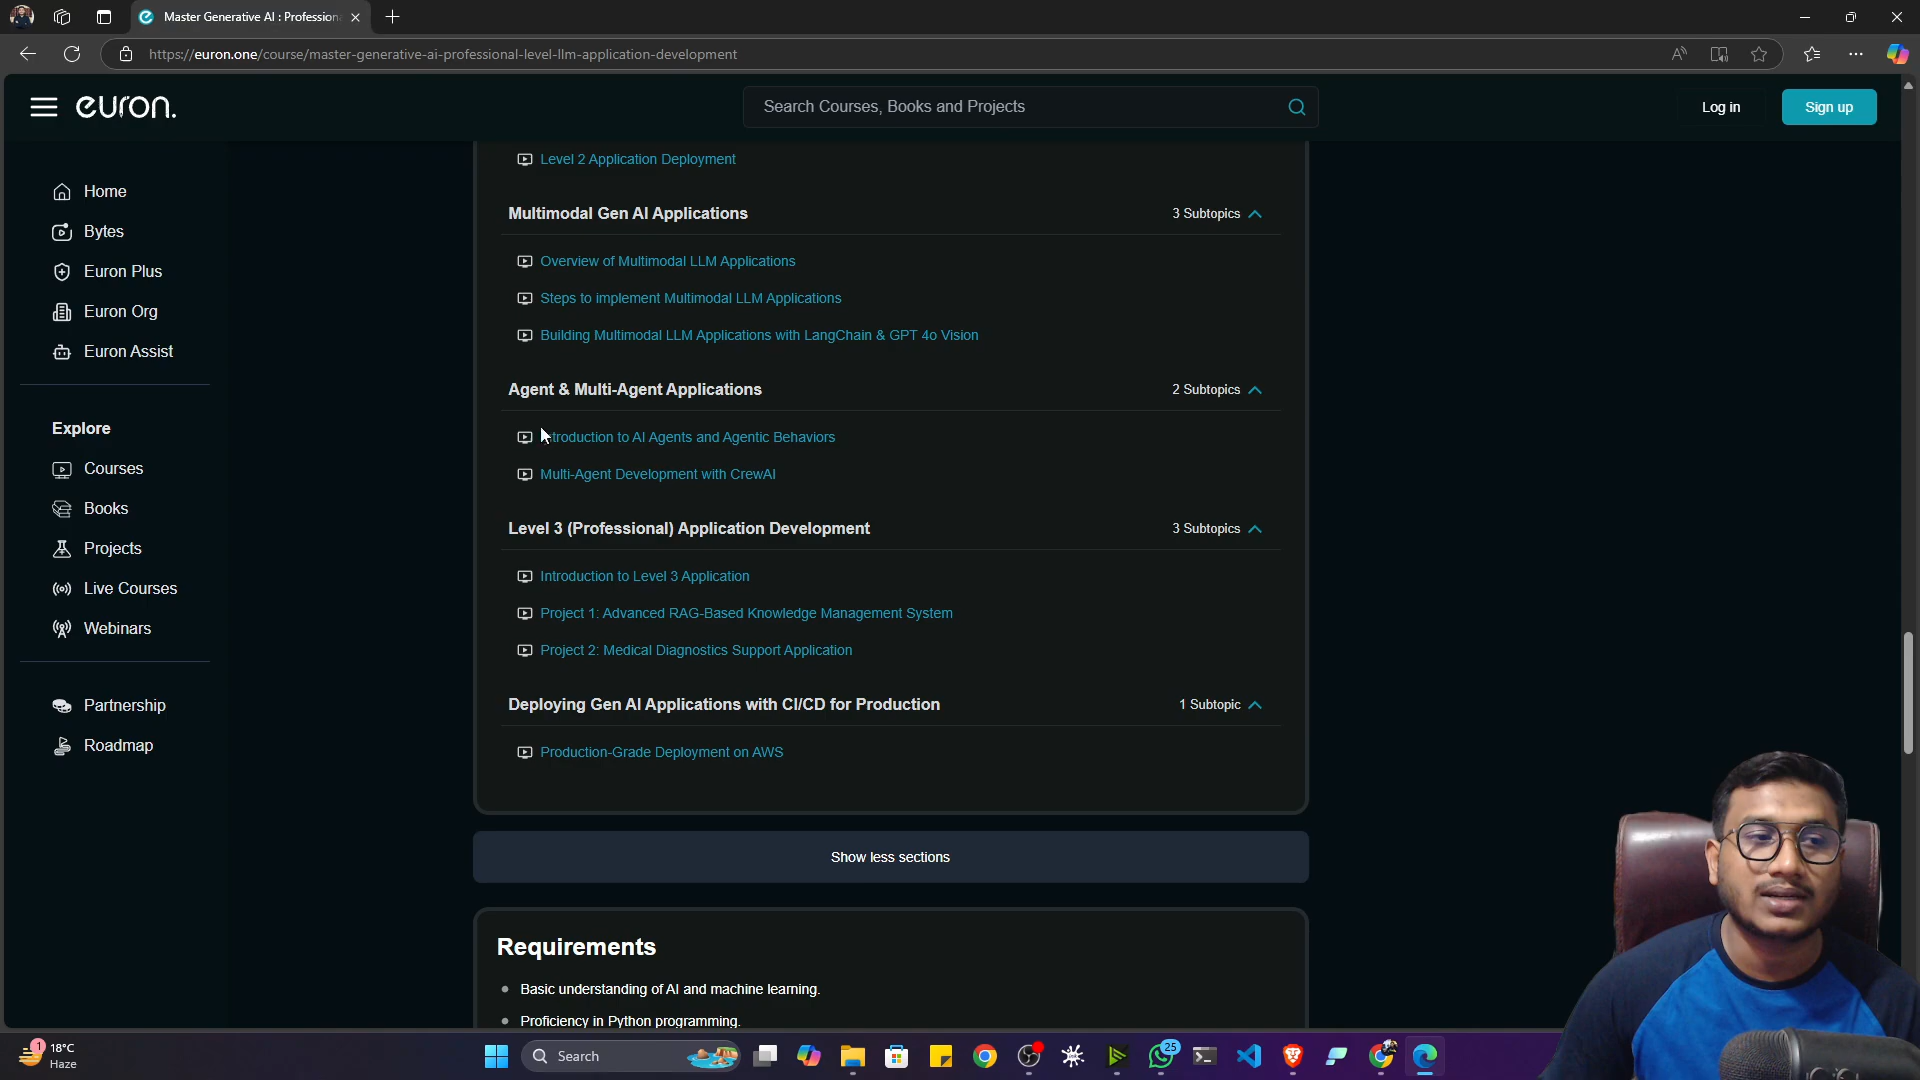 Master Generative AI : Profession
https://euron.one/course/master-generative-ai-professional-level-llm-application-development
euron.
Search Courses, Books and Projects
Log in
Sign up
Home
Bytes
Euron Plus
Euron Org
Euron Assist
Explore
Courses
Books
Projects
Live Courses
Webinars
Partnership
Roadmap
Level 2 Application Deployment
Multimodal Gen AI Applications
3 Subtopics
Overview of Multimodal LLM Applications
Steps to implement Multimodal LLM Applications
Building Multimodal LLM Applications with LangChain & GPT 4o Vision
Agent & Multi-Agent Applications
2 Subtopics
troduction to AI Agents and Agentic Behaviors
Multi-Agent Development with CrewAI
Level 3 (Professional) Application Development
3 Subtopics
Introduction to Level 3 Application
Project 1: Advanced RAG-Based Knowledge Management System
Project 2: Medical Diagnostics Support Application
Deploying Gen AI Applications with CI/CD for Production
1 Subtopic
Production-Grade Deployment on AWS
Show less sections
Requirements
Basic understanding of AI and machine learning.
Proficiency in Python programming.
1
18°C
Haze
Search
25